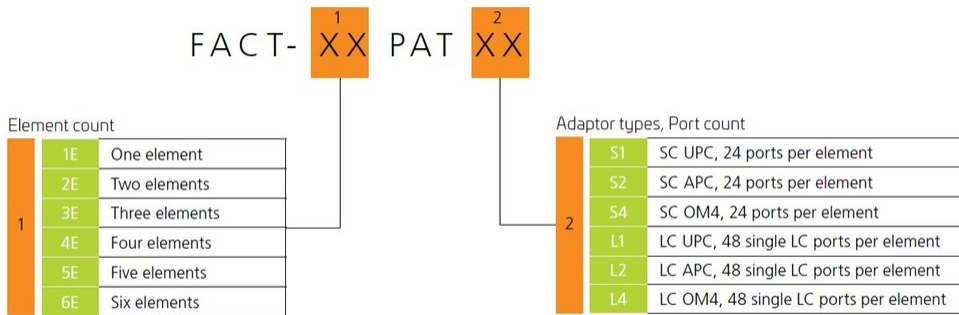 1 2
FACT- XX PAT XX
Element count
1
1E One element
2E Two elements
3E Three elements
4E Four elements
5E Five elements
6E Six elements
Adaptor types, Port count
2
S1 SC UPC, 24 ports per element
S2 SC APC, 24 ports per element
S4 SC OM4, 24 ports per element
L1 LC UPC, 48 single LC ports per element
L2 LC APC, 48 single LC ports per element
L4 LC OM4, 48 single LC ports per element